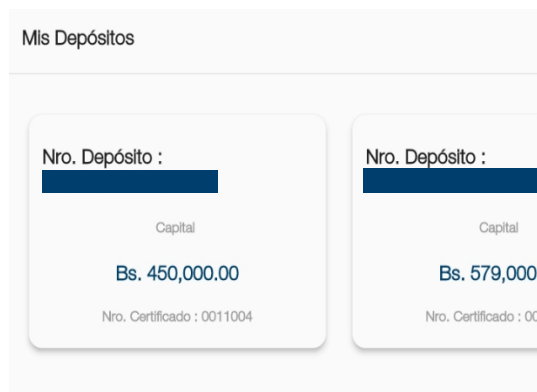 Mis Depósitos
Nro. Depósito :
Capital
Bs. 450,000.00
Nro. Certificado : 0011004
Nro. Depósito :
Capital
Bs. 579,000
Nro. Certificado :